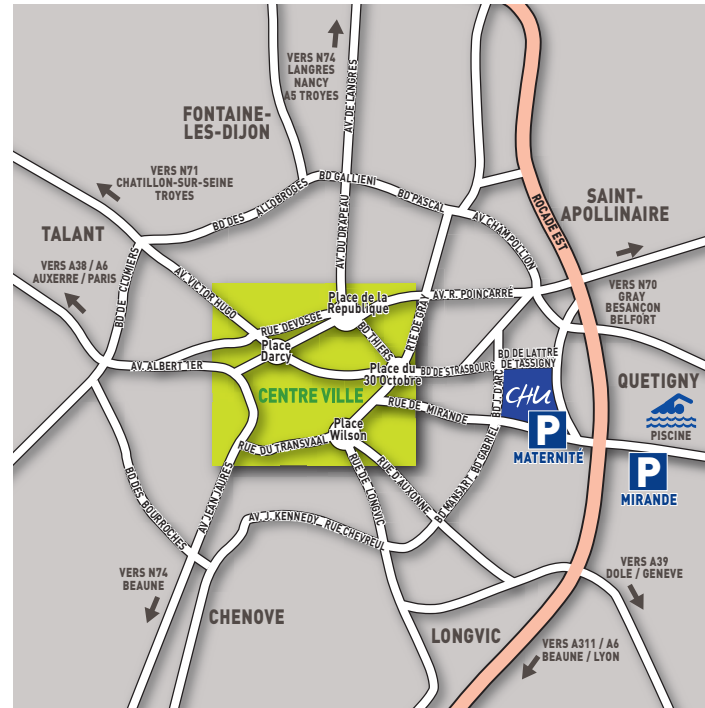 VERS N74
LANGRES
NANCY
A5 TROYES
AV. DE LANGRES
FONTAINE-
LES-DIJON
VERS N71
CHATILLON-SUR-SEINE
TROYES
BD DES ALLOBROGES
BD GALLIENI
BD PASCAL
AV. CHAMPOLLION
ROCADE EST
SAINT-
APOLLINAIRE
TALANT
VERS A38 / A6
AUXERRE / PARIS
BD DE CLOMIERS
AV. VICTOR HUGO
AV. DU DRAPEAU
VERS N70
GRAY
BESANCON
BELFORT
AV. R. POINCARRÉ
Place de la
République
RUE DEVOSGE
BD THIERS
RTE DE GRAY
Place
Darcy
AV. ALBERT 1ER
Place du
30 Octobre
BD DE STRASBOURG
BD DE LATTRE
DE TASSIGNY
BD J. D'ARC
CHU
QUETIGNY
PISCINE
CENTRE VILLE
RUE DE MIRANDE
Place
Wilson
P
MATERNITÉ
P
MIRANDE
RUE DU TRANSVAAL
RUE DE LONGVIC
RUE D'AUXONNE
BD MANSART
BD GABRIEL
BD DES BOURROCHES
AV. JEAN JAURES
AV. J. KENNEDY
RUE CHEVREUL
VERS N74
BEAUNE
CHENOVE
LONGVIC
VERS A39
DOLE / GENEVE
VERS A311 / A6
BEAUNE / LYON